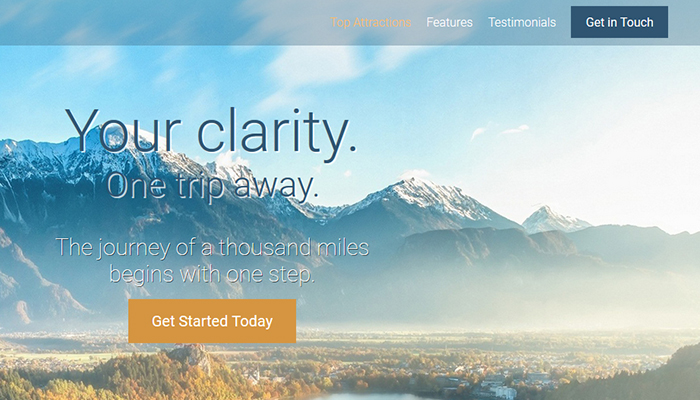 Top Attractions Features Testimonials Get in Touch
Your clarity.
One trip away.
The journey of a thousand miles
begins with one step.
Get Started Today